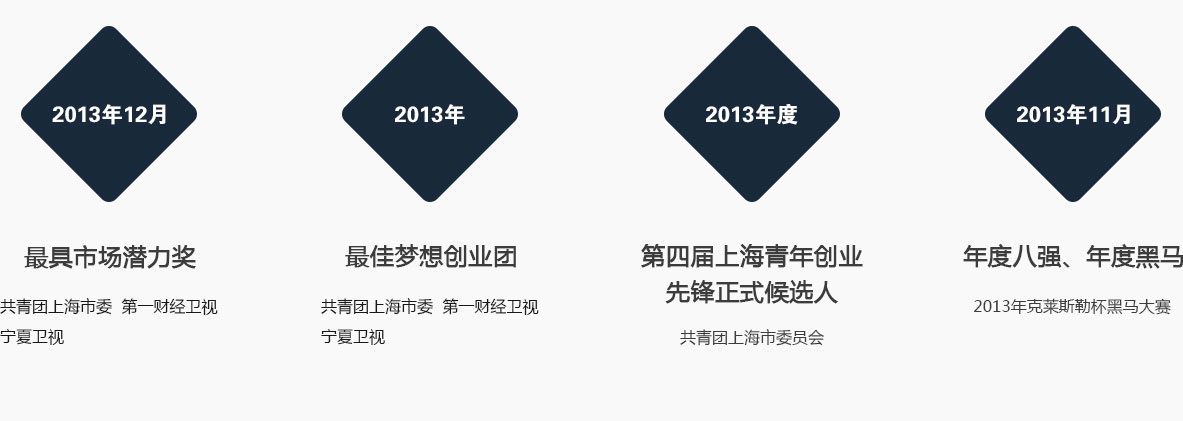 2013年12月
最具市场潜力奖
共青团上海市委 第一财经卫视
宁夏卫视
2013年
最佳梦想创业团
共青团上海市委 第一财经卫视
宁夏卫视
2013年度
第四届上海青年创业
先锋正式候选人
共青团上海市委员会
2013年11月
年度八强、年度黑马
2013年克莱斯勒杯黑马大赛